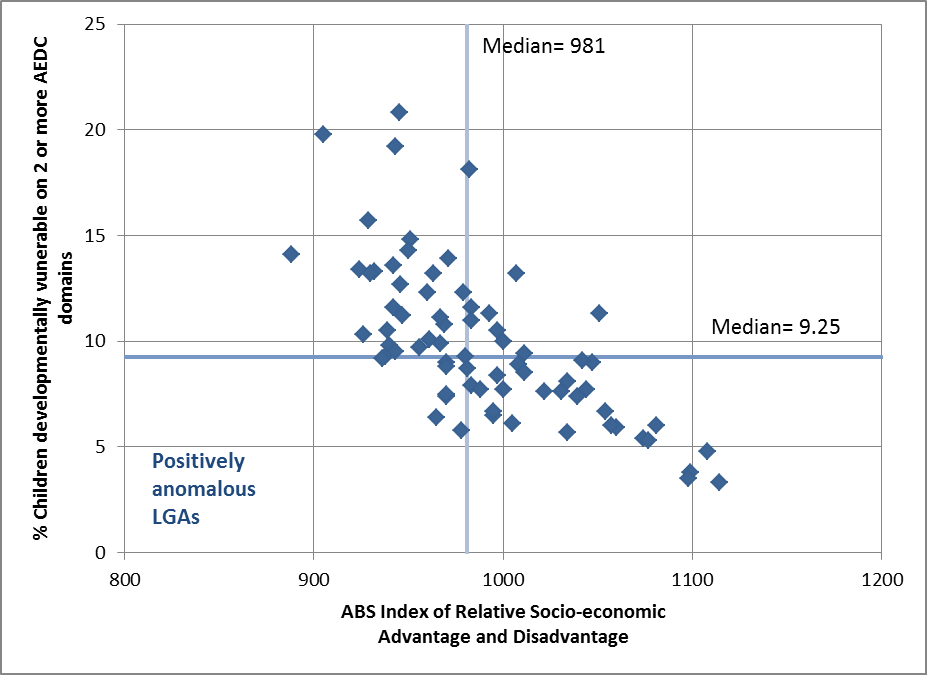 % Children developmentally vunerable on 2 or more AEDC
domains
25
20
15
10
5
0
Median= 981
Median= 9.25
Positively
anomalous
LGAs
800
900
1000
1100
1200
ABS Index of Relative Socio-economic
Advantage and Disadvantage